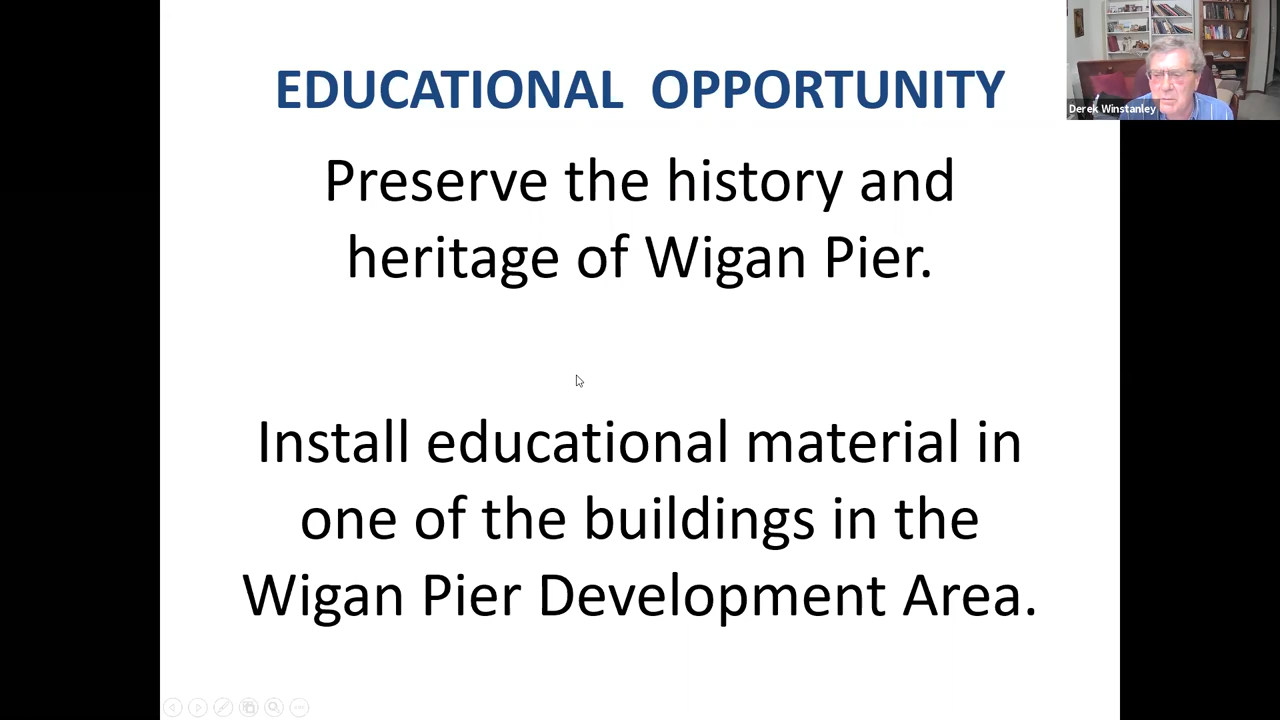 EDUCATIONAL OPPORTUNITY
Derek Winstanley
Preserve the history and
heritage of Wigan Pier.
Install educational material in
one of the buildings in the
Wigan Pier Development Area.